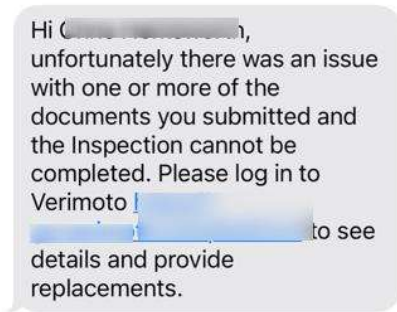 Hi
unfortunately there was an issue
with one or more of the
documents you submitted and
the Inspection cannot be
completed. Please log in to
Verimoto
to see
details and provide
replacements.